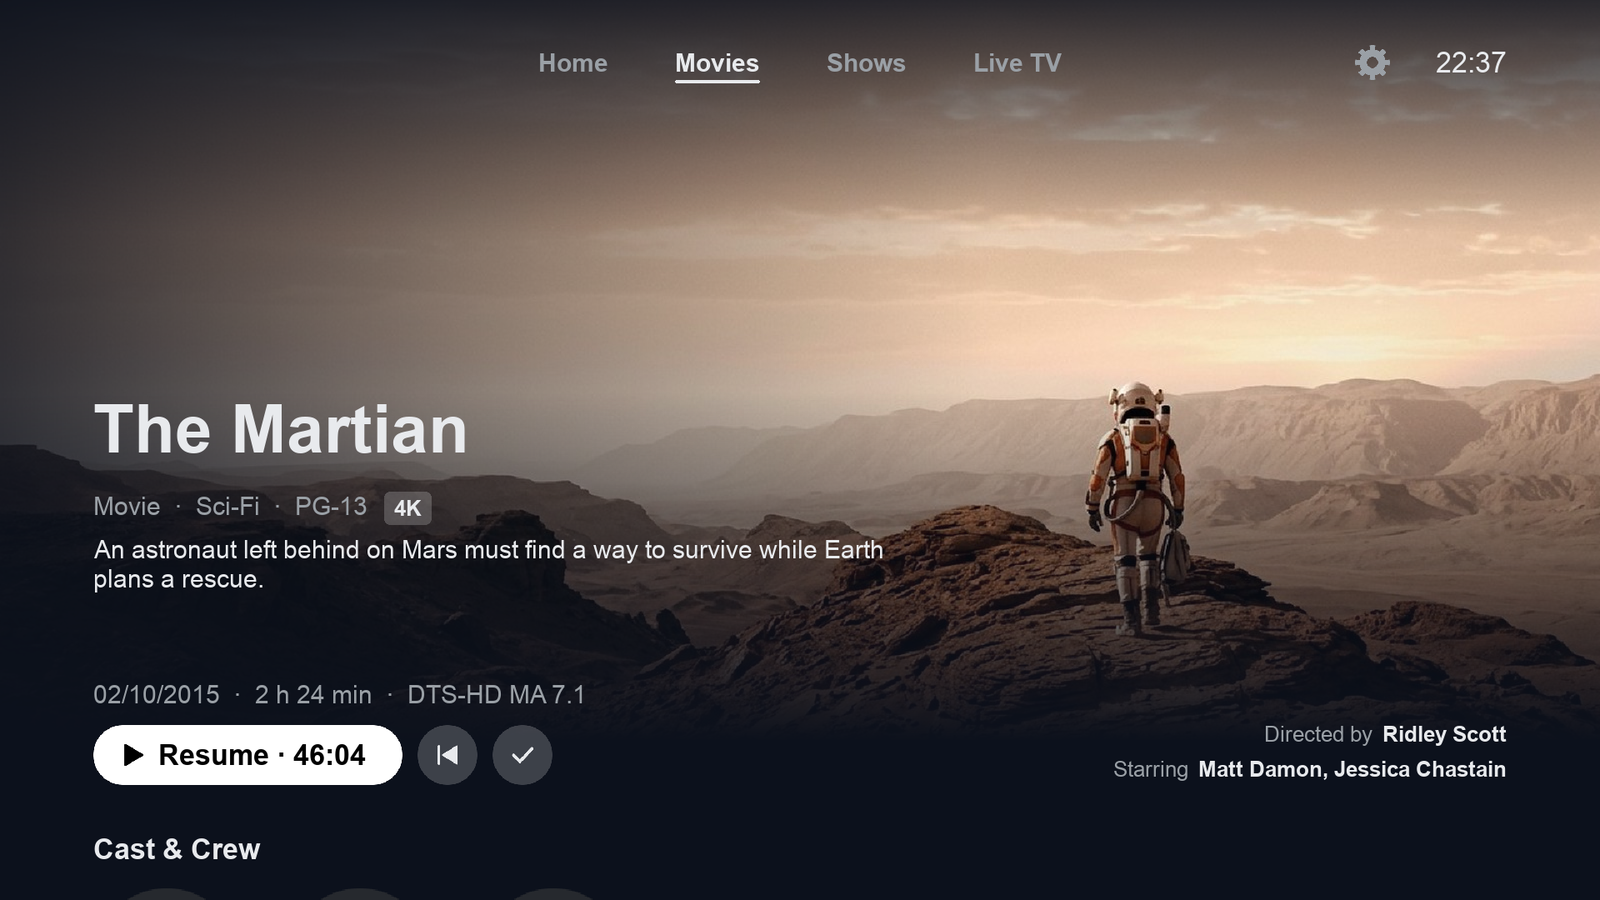 Home Movies Shows Live TV 22:37
The Martian
Movie · Sci-Fi · PG-13 4K
An astronaut left behind on Mars must find a way to survive while Earth
plans a rescue.
02/10/2015 · 2 h 24 min · DTS-HD MA 7.1
Resume · 46:04
Directed by Ridley Scott
Starring Matt Damon, Jessica Chastain
Cast & Crew